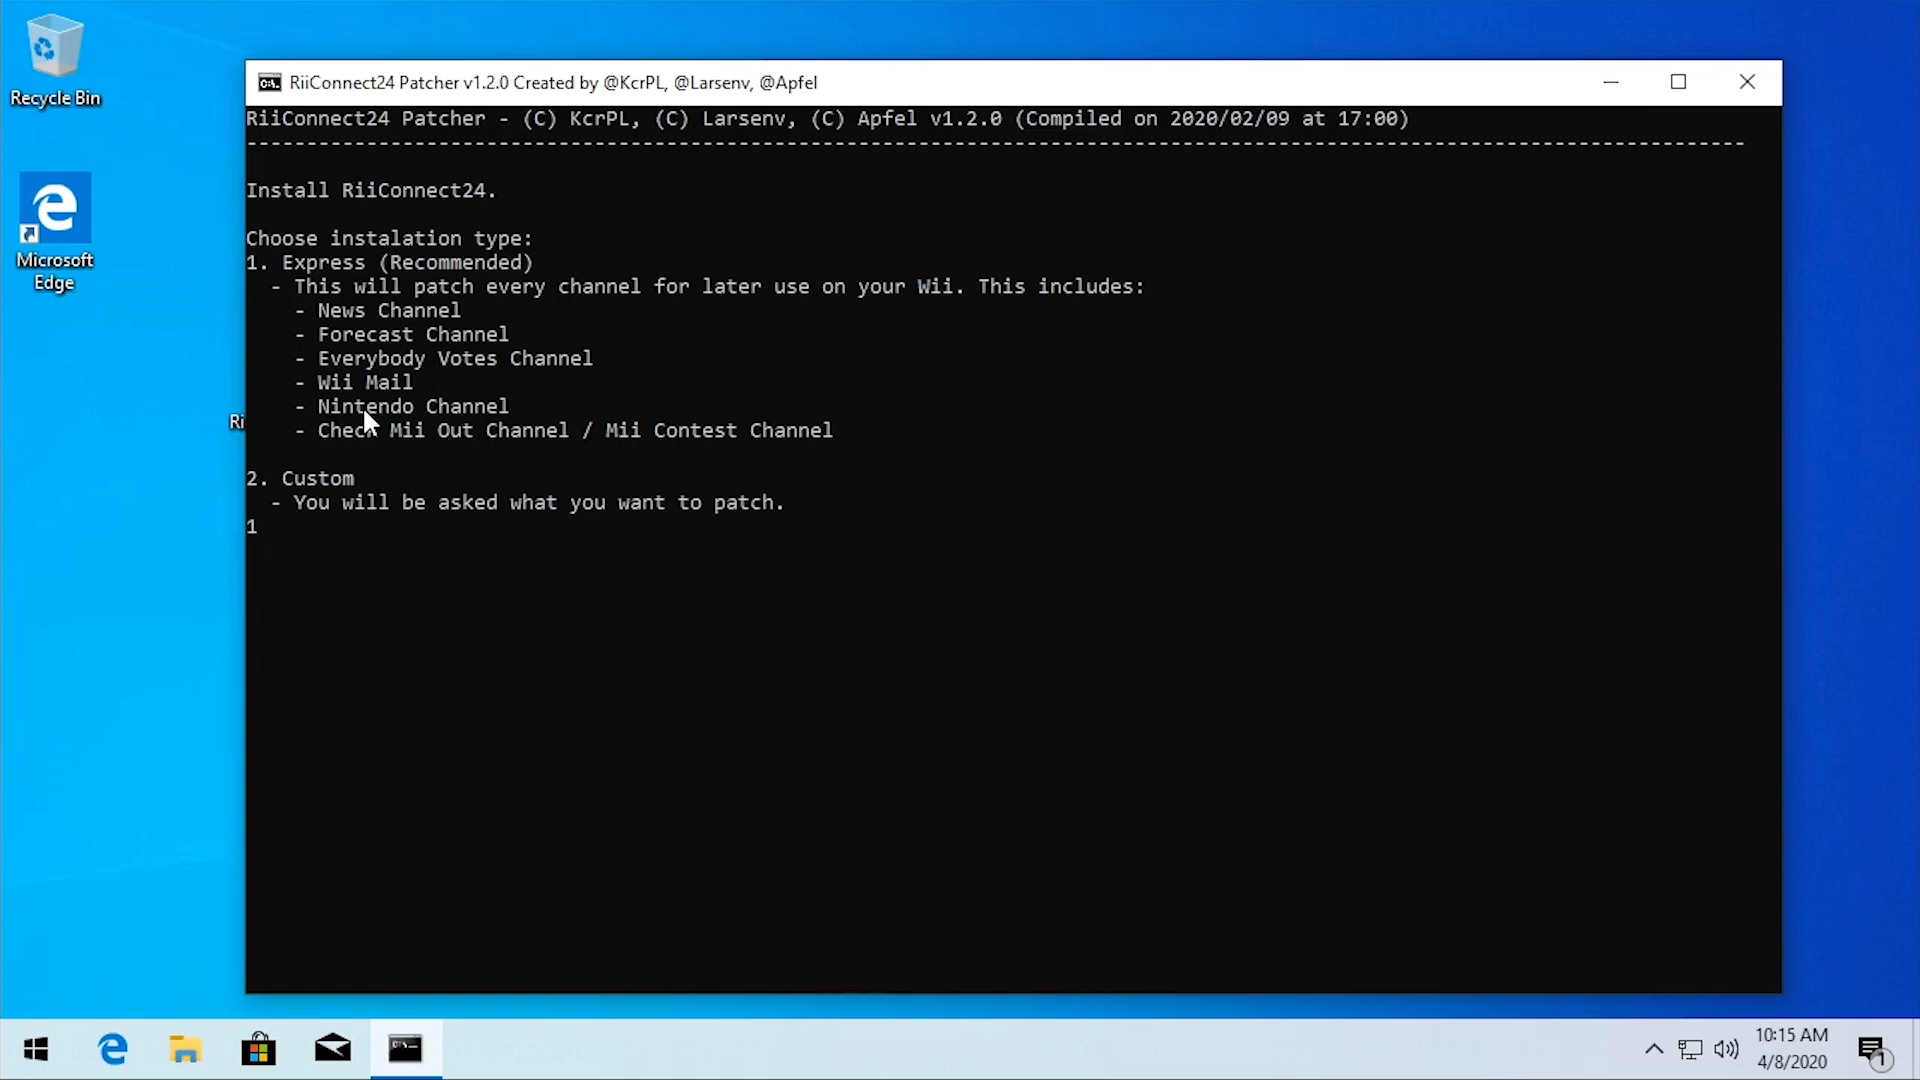 Recycle Bin
Microsoft
Edge
Ri
RiiConnect24 Patcher v1.2.0 Created by @KcrPL, @Larsenv, @Apfel
RiiConnect24 Patcher - (C) KcrPL, (C) Larsenv, (C) Apfel v1.2.0 (Compiled on 2020/02/09 at 17:00)
-----------------------------------------------------------------------------------------------------------------------------
Install RiiConnect24.
Choose instalation type:
1. Express (Recommended)
- This will patch every channel for later use on your Wii. This includes:
- News Channel
- Forecast Channel
- Everybody Votes Channel
- Wii Mail
- Nintendo Channel
- Check Mii Out Channel / Mii Contest Channel
2. Custom
- You will be asked what you want to patch.
1
10:15 AM
4/8/2020
1